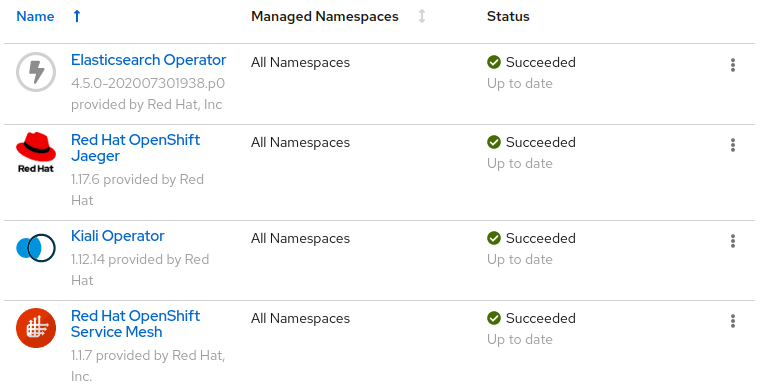 Name Managed Namespaces Status
Elasticsearch Operator All Namespaces Succeeded
4.5.0-202007301938.p0 Up to date
provided by Red Hat, Inc
Red Hat OpenShift All Namespaces Succeeded
Jaeger
Up to date
Red Hat
1.17.6 provided by Red
Hat
Kiali Operator All Namespaces Succeeded
1.12.14 provided by Red Up to date
Hat
Red Hat OpenShift All Namespaces Succeeded
Service Mesh
Up to date
1.1.7 provided by Red Hat,
Inc.